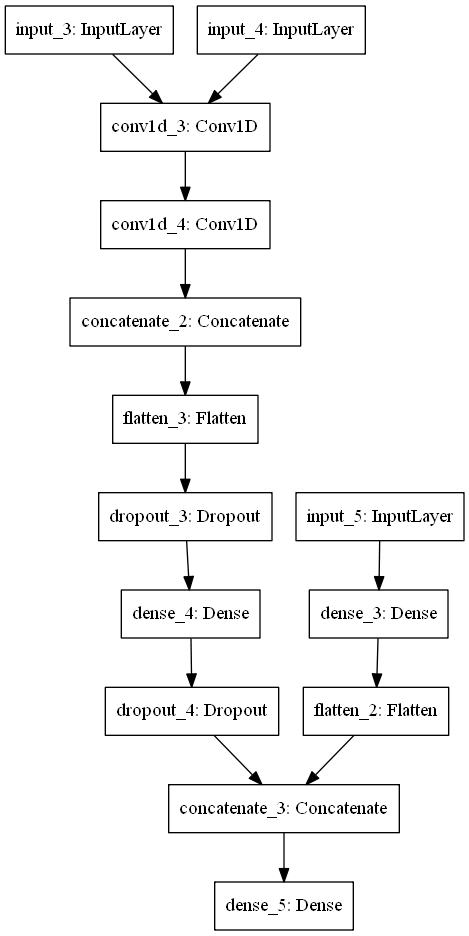 input_3: InputLayer
input_4: InputLayer
conv1d_3: Conv1D
conv1d_4: Conv1D
concatenate_2: Concatenate
flatten_3: Flatten
dropout_3: Dropout
input_5: InputLayer
dense_4: Dense
dense_3: Dense
dropout_4: Dropout
flatten_2: Flatten
concatenate_3: Concatenate
dense_5: Dense